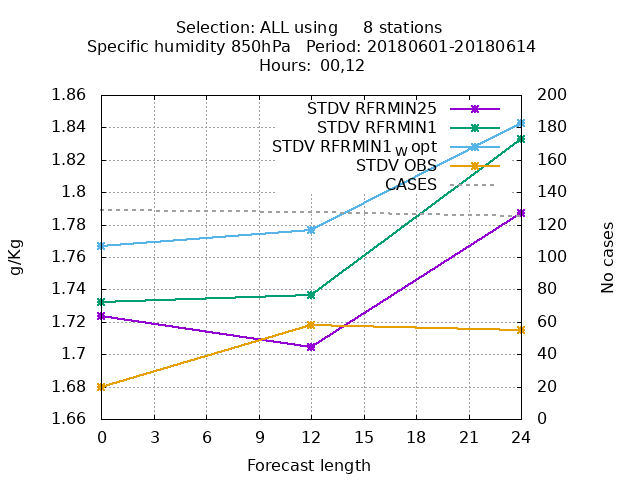 Selection: ALL using     8 stations
Specific humidity 850hPa   Period: 20180601-20180614
Hours: 00,12
1.86
1.84
1.82
1.8
1.78
1.76
1.74
1.72
1.7
1.68
1.66
g/Kg
STDV RFRMIN25
STDV RFRMIN1
STDV RFRMIN1wopt
STDV OBS
CASES
200
180
160
140
120
100
80
60
40
20
0
No cases
0 3 6 9 12 15 18 21 24
Forecast length